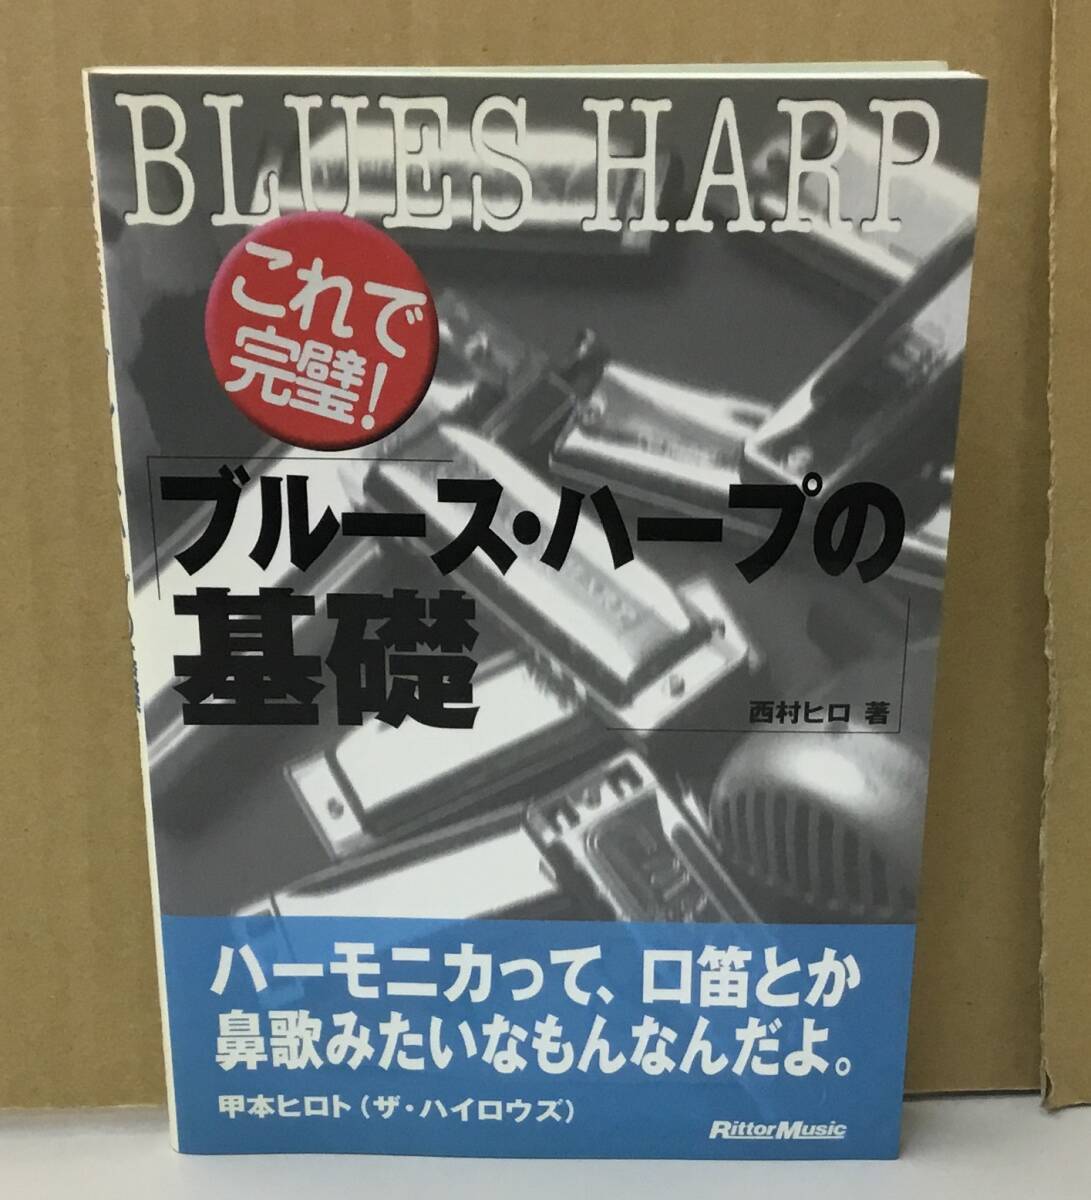 BLUES HARP
これで
完璧!
ブルース・ハープの
基礎
西村ヒロ 著
ハーモニカって、口笛とか
鼻歌みたいなもんなんだよ。
甲本ヒロト(ザ・ハイロウズ)
RittorMusic